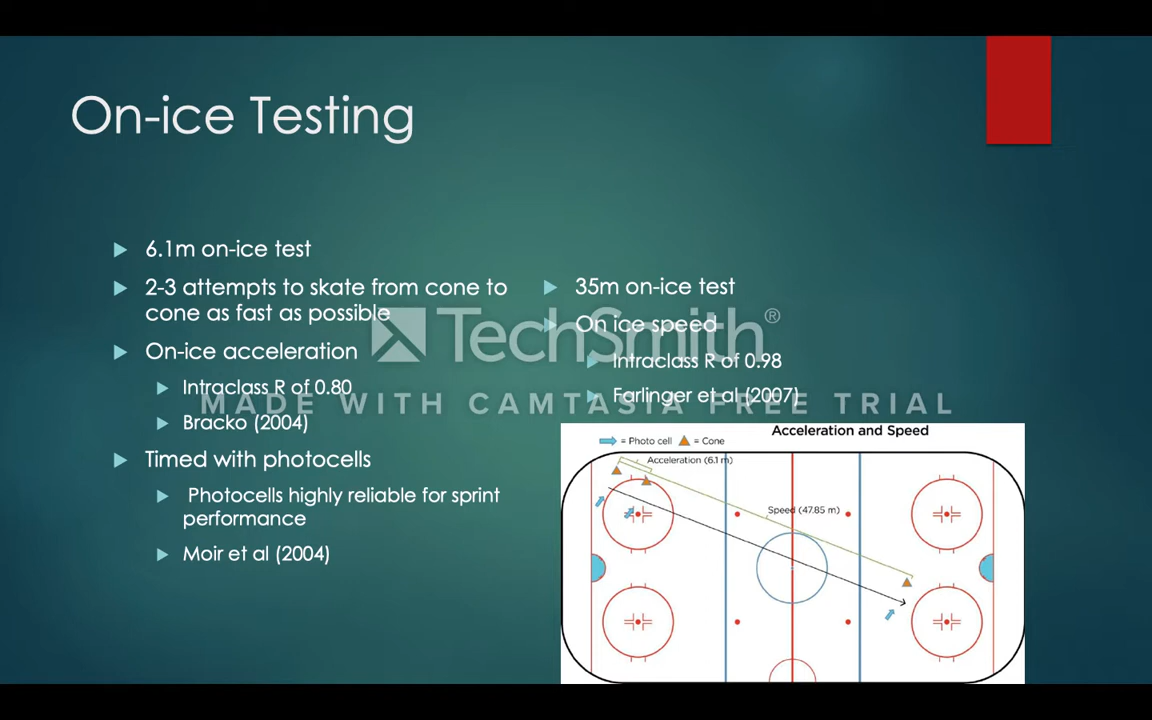 On-ice Testing
6.1m on-ice test
2-3 attempts to skate from cone to
cone as fast as possible
On-ice acceleration
Intraclass R of 0.80
Bracko (2004)
Timed with photocells
Photocells highly reliable for sprint
performance
Moir et al (2004)
35m on-ice test
On ice speed
Intraclass R of 0.98
Farlinger et al (2007)
TechSmith®
MADE WITH CAMTASIA FREE TRIAL
Acceleration and Speed
= Photo cell = Cone
Acceleration (6.1 m)
Speed (47.85 m)